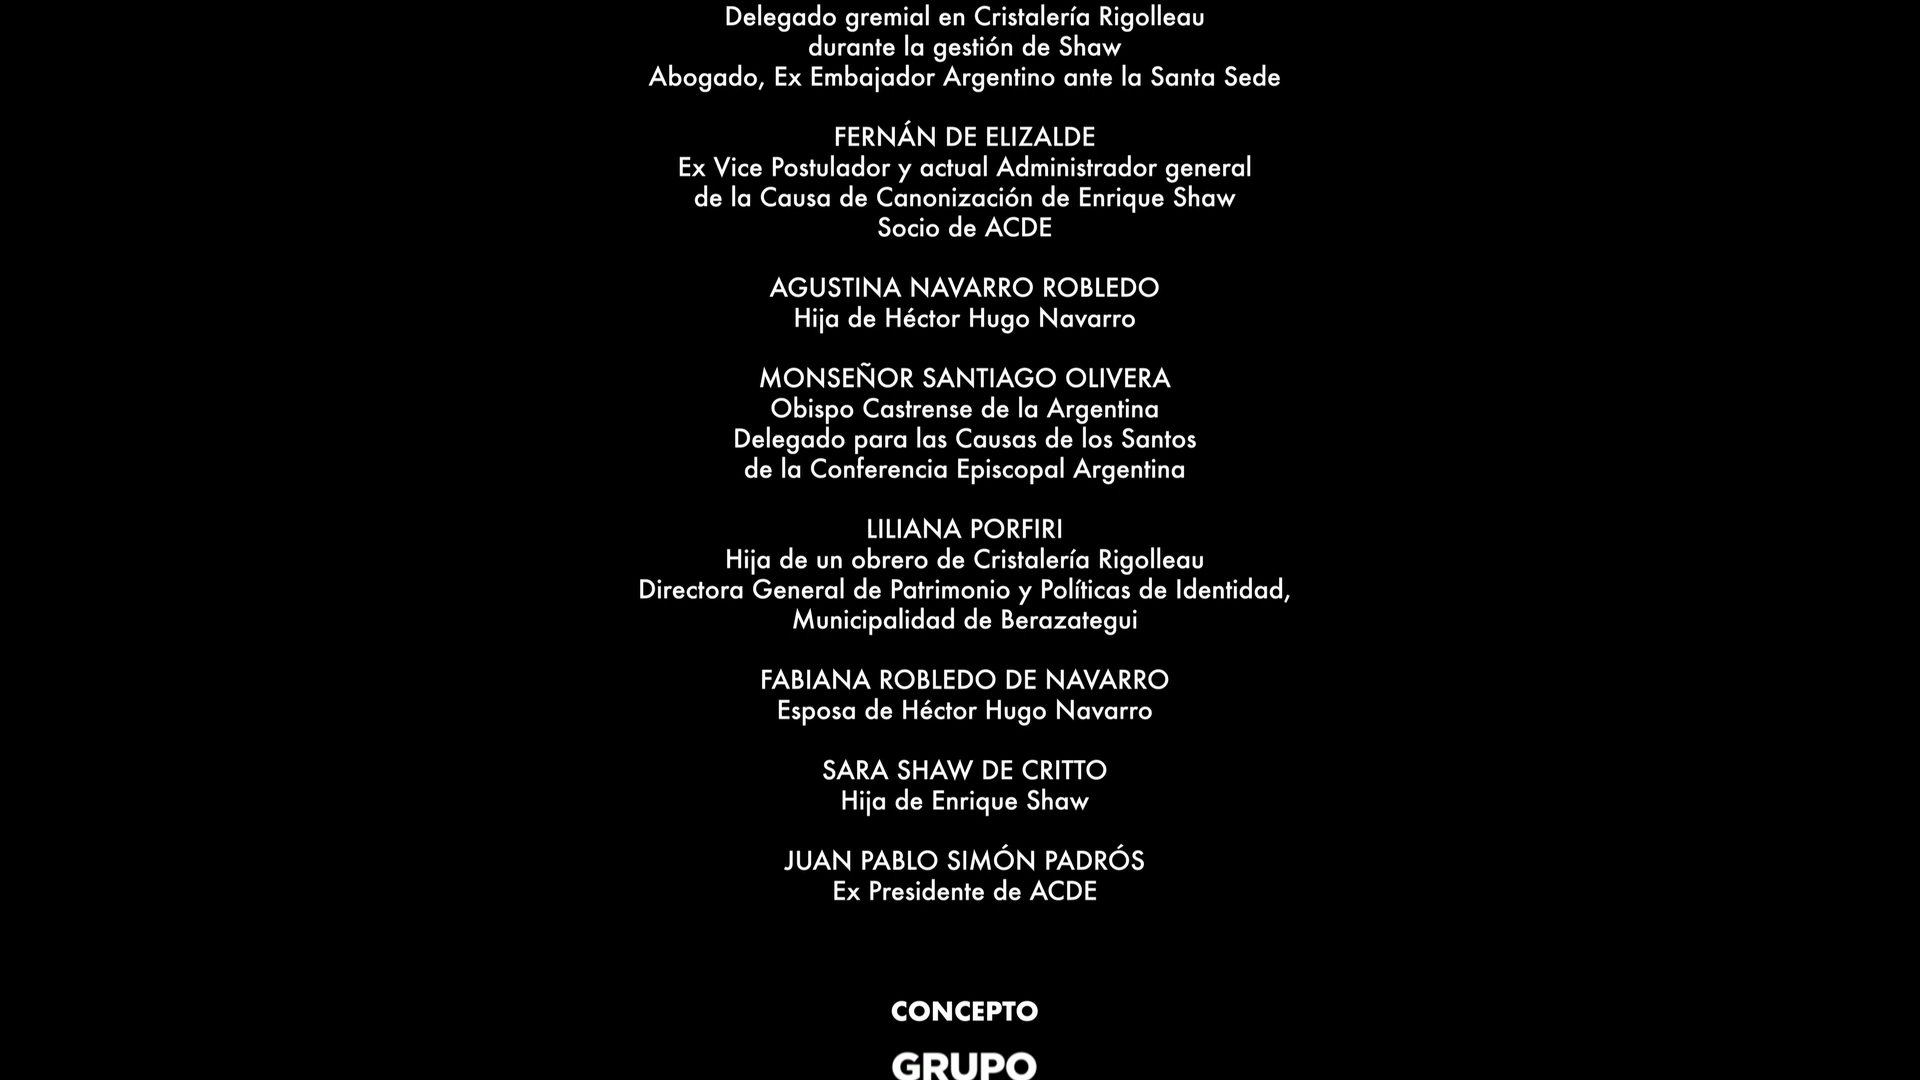 Delegado gremial en Cristalería Rigolleau
durante la gestión de Shaw
Abogado, Ex Embajador Argentino ante la Santa Sede
FERNÁN DE ELIZALDE
Ex Vice Postulador y actual Administrador general
de la Causa de Canonización de Enrique Shaw
Socio de ACDE
AGUSTINA NAVARRO ROBLEDO
Hija de Héctor Hugo Navarro
MONSEÑOR SANTIAGO OLIVERA
Obispo Castrense de la Argentina
Delegado para las Causas de los Santos
de la Conferencia Episcopal Argentina
LILIANA PORFIRI
Hija de un obrero de Cristalería Rigolleau
Directora General de Patrimonio y Políticas de Identidad,
Municipalidad de Berazategui
FABIANA ROBLEDO DE NAVARRO
Esposa de Héctor Hugo Navarro
SARA SHAW DE CRITTO
Hija de Enrique Shaw
JUAN PABLO SIMÓN PADRÓS
Ex Presidente de ACDE
CONCEPTO
GRUPO